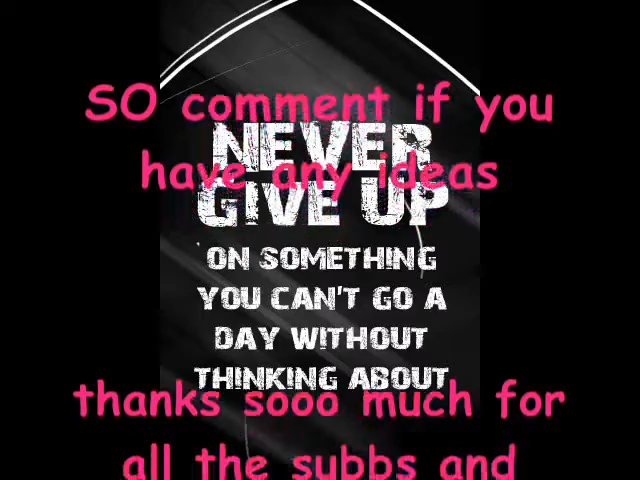 SO comment if you
NEVER
have any ideas
GIVE UP
ON SOMETHING
YOU CAN'T GO A
DAY WITHOUT
THINKING ABOUT
thanks sooo much for
all the subbs and